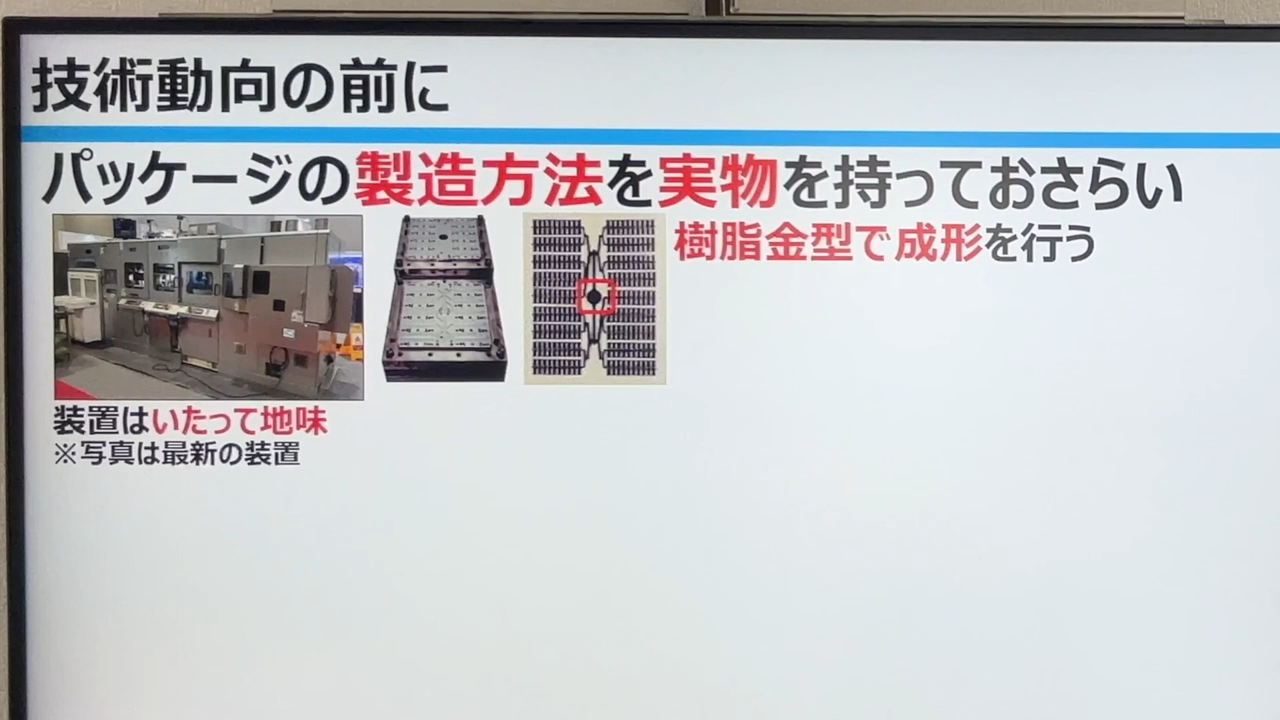 技術動向の前に
パッケージの製造方法を実物を持っておさらい
樹脂金型で成形を行う
装置はいたって地味
※写真は最新の装置